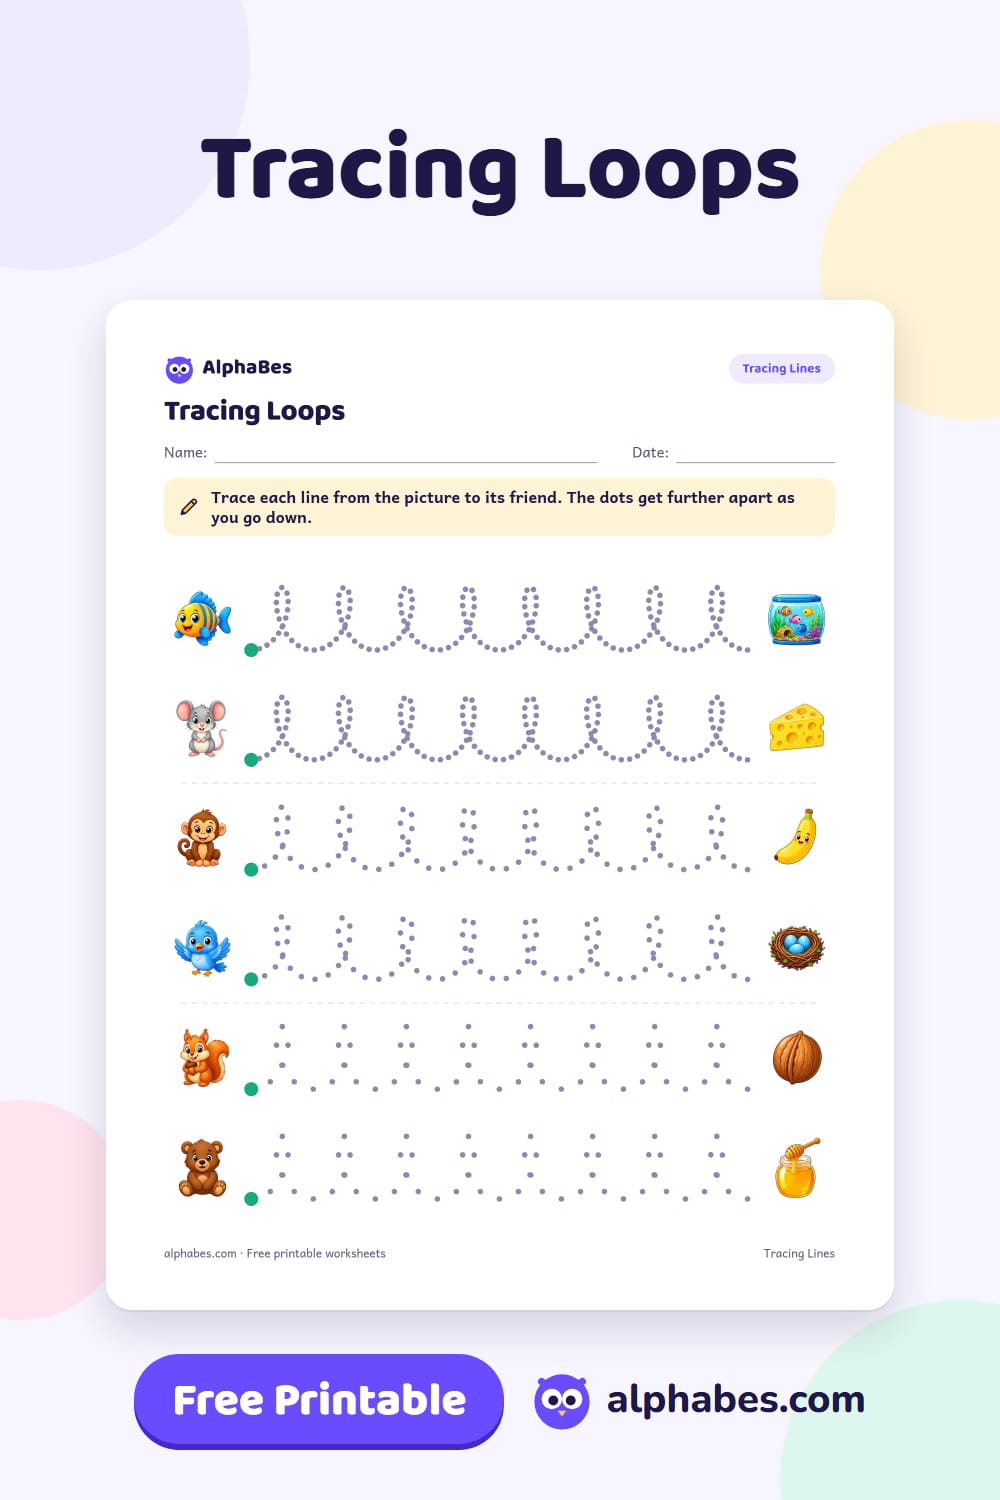 Tracing Loops
AlphaBes
Tracing Lines
Tracing Loops
Name:
Date:
Trace each line from the picture to its friend. The dots get further apart as
you go down.
alphabes.com · Free printable worksheets
Tracing Lines
Free Printable
alphabes.com